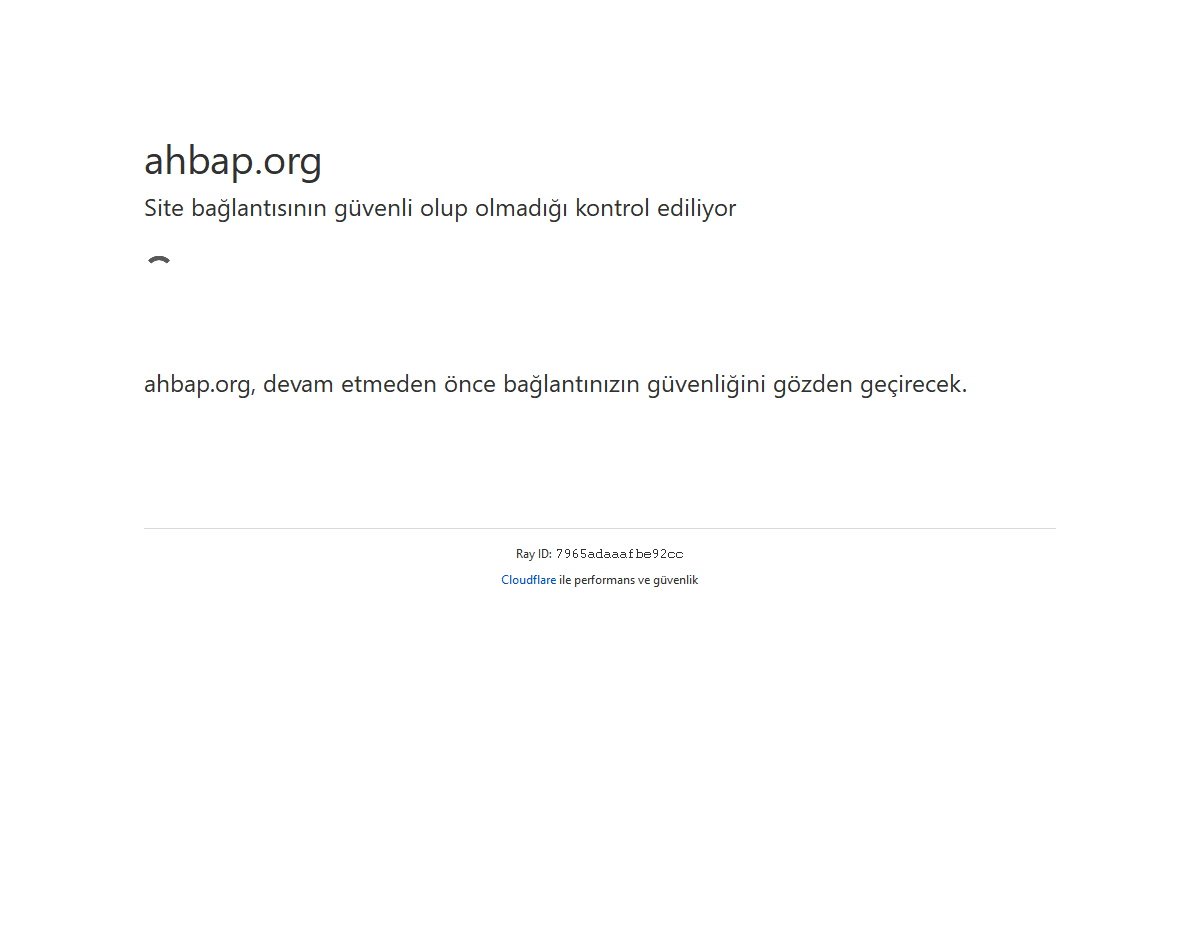 ahbap.org
Site bağlantısının güvenli olup olmadığı kontrol ediliyor
ahbap.org, devam etmeden önce bağlantınızın güvenliğini gözden geçirecek.
Ray ID: 7965adaaafbe92cc
Cloudflare ile performans ve güvenlik